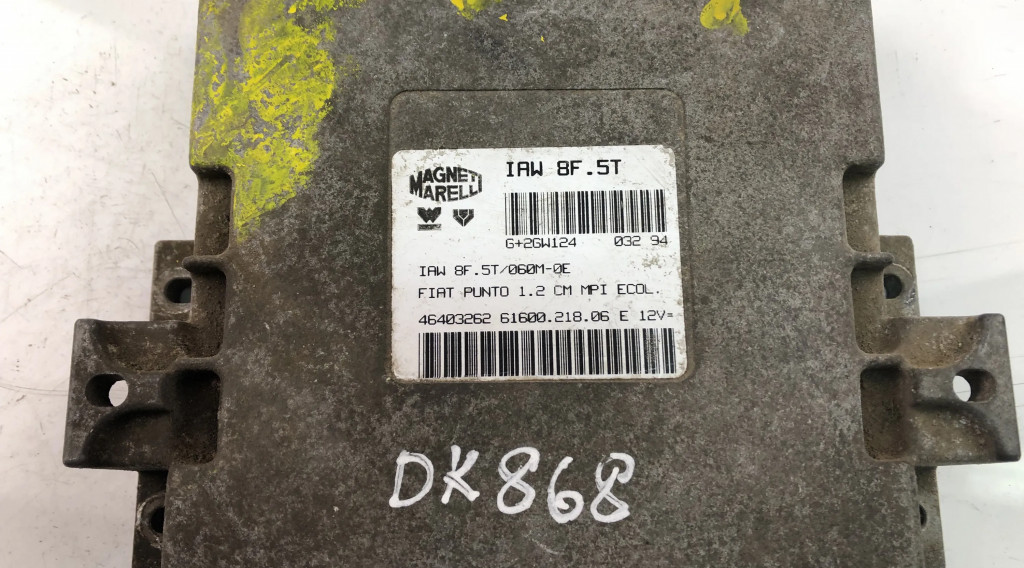 MAGNETI
MARELLI
IAW 8F.5T
G+2GW124 032 94
IAW 8F.5T/060M-0E
FIAT PUNTO 1.2 CM MPI ECOL.
46403262 61600.218.06 E 12V=
DK868